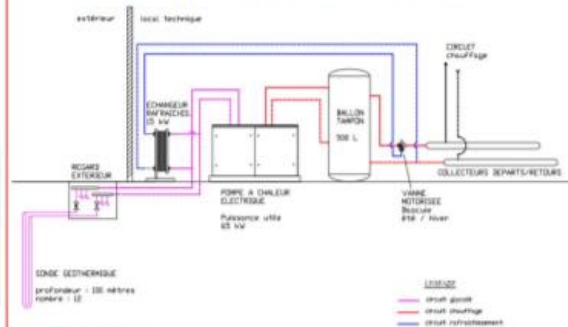 extérieur
local technique
CIRCUIT
chauffage
ECHANGEUR
RAFRAICHIS.
15 kW
BALLON
TAMPON
500 L
REGARD
EXTERIEUR
COLLECTEURS DEPARTS/RETOURS
POMPE A CHALEUR
ELECTRIQUE
Puissance utile
65 kW
VANNE
MOTORISEE
Bascule
été / hiver
SONDE GEOTHERMIQUE
profondeur : 100 mètres
nombre : 12
LEGENDE
circuit glycolé
circuit chauffage
circuit rafraichissement